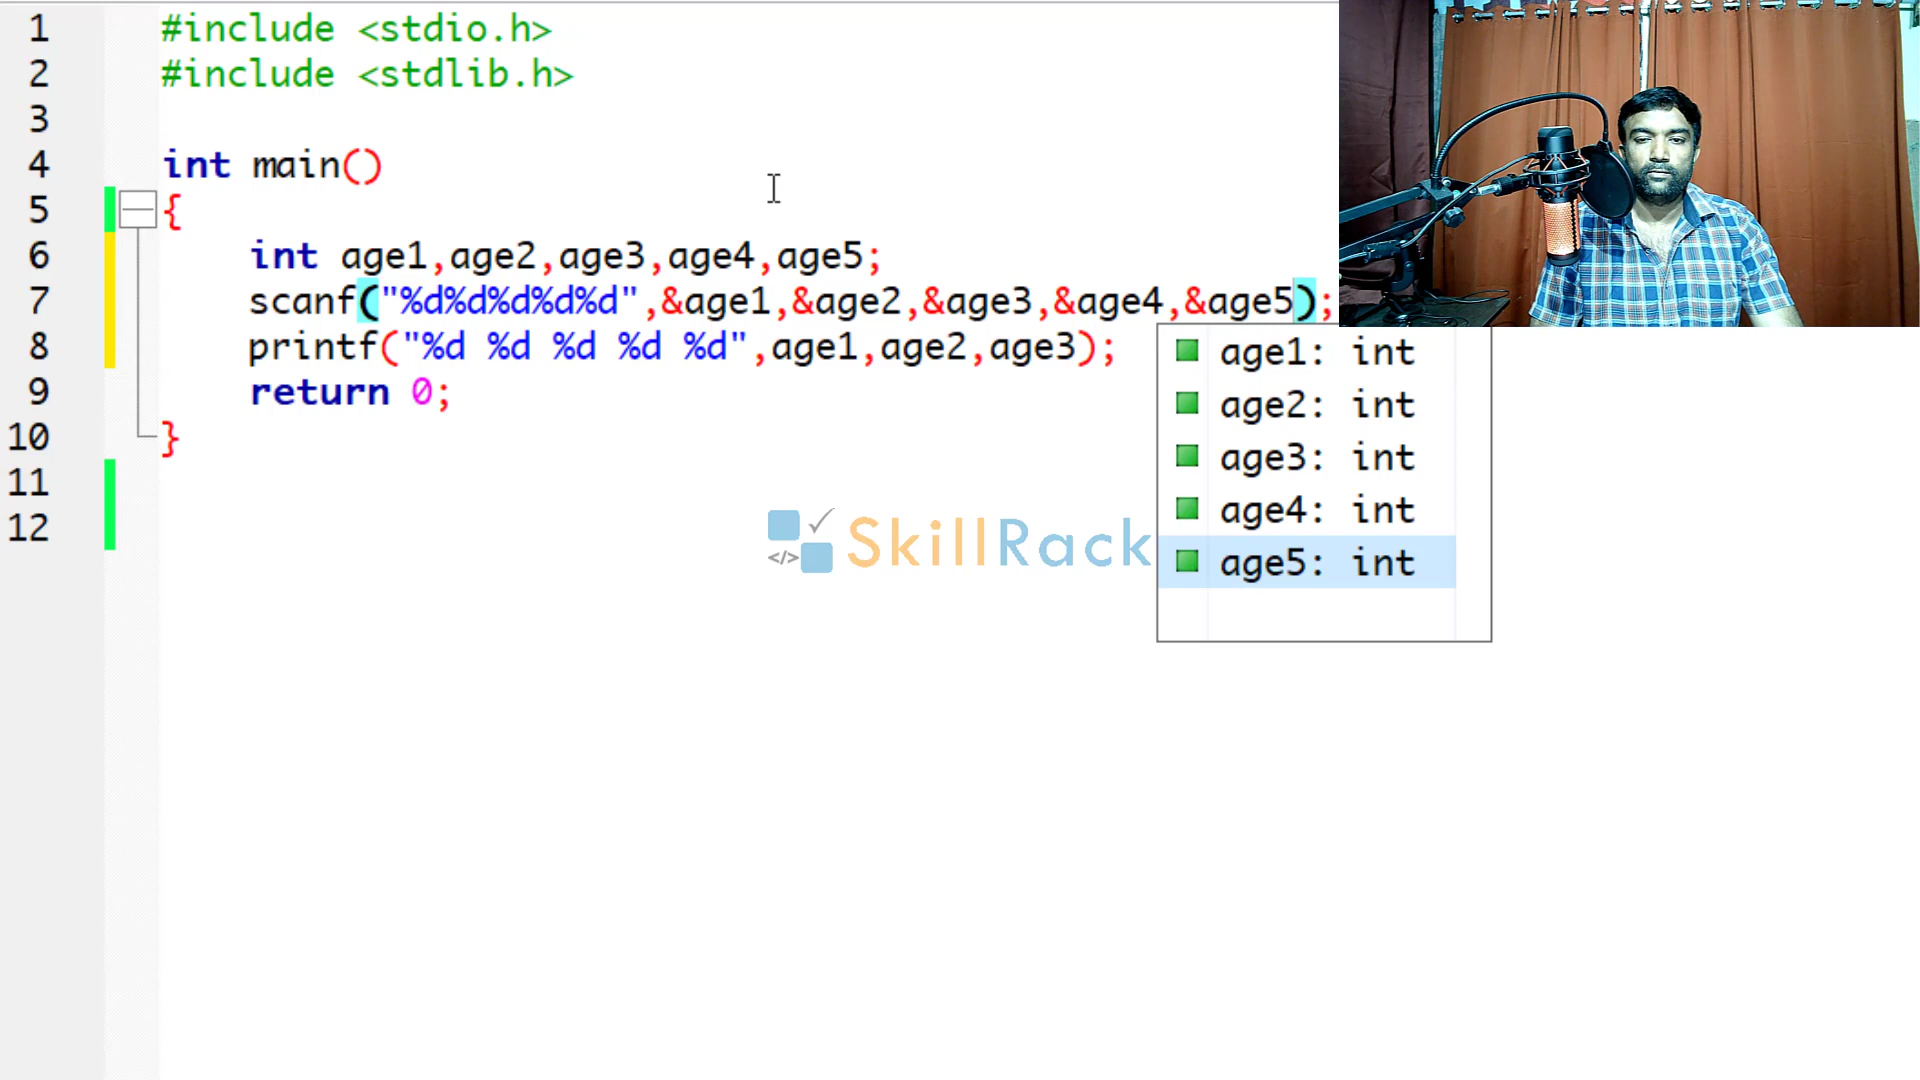 1 #include <stdio.h>
2 #include <stdlib.h>
3
4 int main()
5 {
6 int age1,age2,age3,age4,age5;
7 scanf("%d%d%d%d%d",&age1,&age2,&age3,&age4,&age5);
8 printf("%d %d %d %d %d",age1,age2,age3);
9 return 0;
10 }
11
12
age1: int
age2: int
age3: int
age4: int
age5: int
</> SkillRack